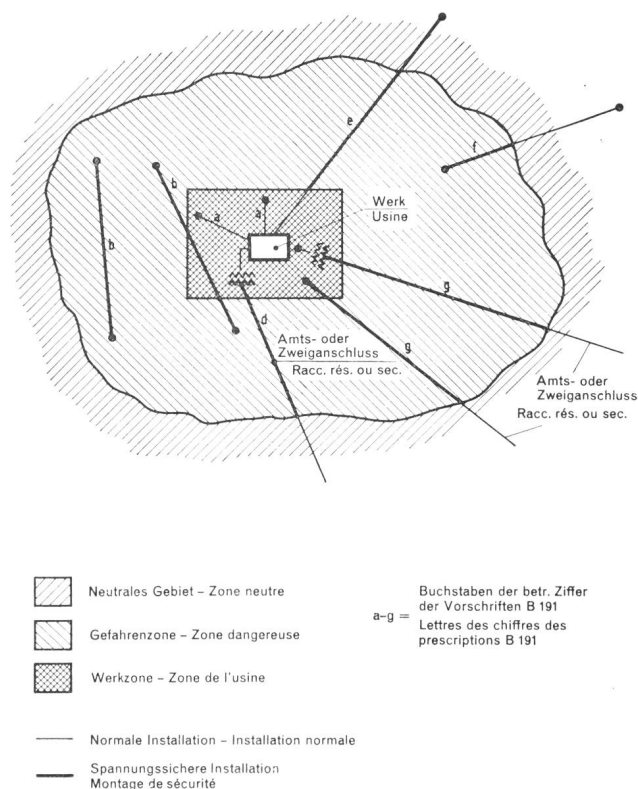 e
f
b
b
a
a
Werk
Usine
b
g
d
Amts- oder
Zweiganschluss
Racc. rés. ou sec.
g
Amts- oder
Zweiganschluss
Racc. rés. ou sec.
Neutrales Gebiet – Zone neutre
Gefahrenzone – Zone dangereuse
Werkzone – Zone de l'usine
a–g =
Buchstaben der betr. Ziffer
der Vorschriften B 191
Lettres des chiffres des
prescriptions B 191
Normale Installation – Installation normale
Spannungssichere Installation
Montage de sécurité